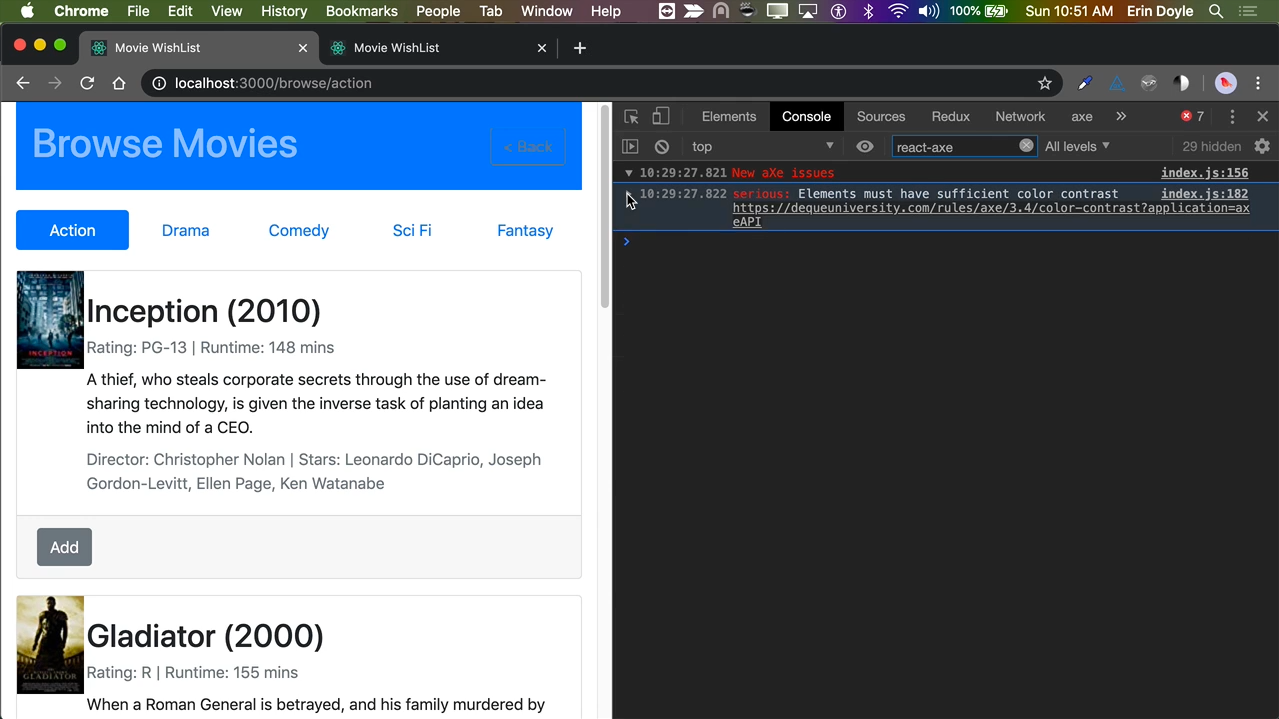 Chrome File Edit View History Bookmarks People Tab Window Help 100% Sun 10:51 AM Erin Doyle
Movie WishList Movie WishList
localhost:3000/browse/action
Browse Movies
< Back
Action Drama Comedy Sci Fi Fantasy
Inception (2010)
Rating: PG-13 | Runtime: 148 mins
A thief, who steals corporate secrets through the use of dream-
sharing technology, is given the inverse task of planting an idea
into the mind of a CEO.
Director: Christopher Nolan | Stars: Leonardo DiCaprio, Joseph
Gordon-Levitt, Ellen Page, Ken Watanabe
Add
Gladiator (2000)
Rating: R | Runtime: 155 mins
When a Roman General is betrayed, and his family murdered by
INCEPTION
GLADIATOR
Elements Console Sources Redux Network axe » 7
top react-axe All levels 29 hidden
10:29:27.821 New aXe issues index.js:156
10:29:27.822 serious: Elements must have sufficient color contrast index.js:182
https://dequeuniversity.com/rules/axe/3.4/color-contrast?application=ax
eAPI